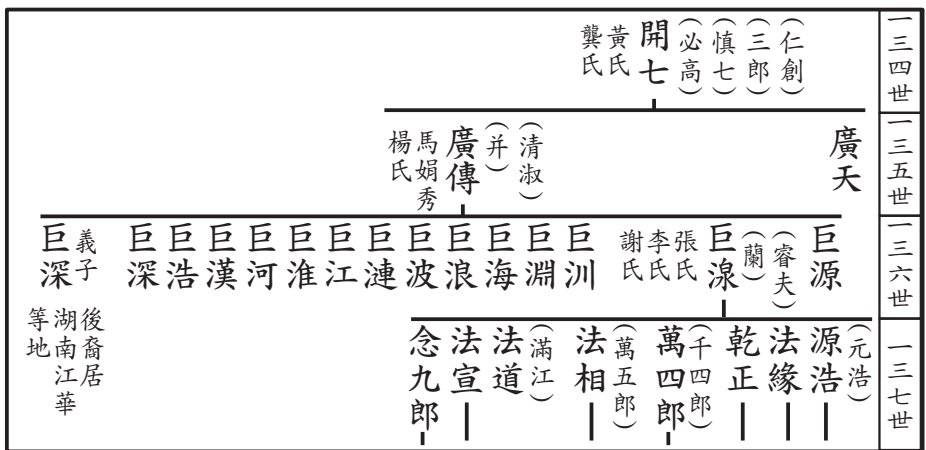 一三四世
（仁創）
（三郎）
（慎七）
（必高）
開七
黃氏
龔氏
一三五世
廣天
（清淑）
（并）
廣傳
馬娟秀
楊氏
一三六世
巨源
（睿夫）
（蘭）
巨湶
張氏
李氏
謝氏
巨汌
巨淵
巨海
巨浪
巨波
巨漣
巨江
巨淮
巨河
巨漢
巨浩
巨深
義子
巨深
後裔居
湖南江華
等地
一三七世
（元浩）
源浩
法緣
乾正
（千四郎）
萬四郎
（萬五郎）
法相
（滿江）
法道
法宣
念九郎